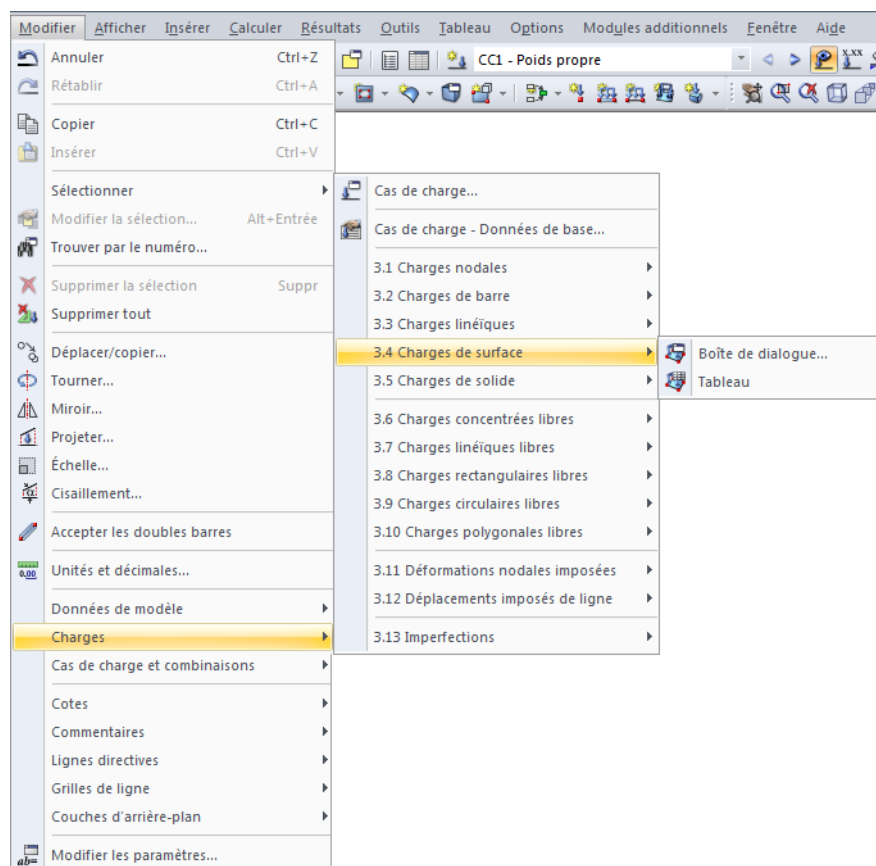 Modifier Afficher Insérer Calculer Résultats Outils Tableau Options Modules additionnels Fenêtre Aide
Annuler Ctrl+Z
CC1 - Poids propre
x.xx
Rétablir Ctrl+A
Copier Ctrl+C
Insérer Ctrl+V
Sélectionner
Modifier la sélection... Alt+Entrée
Trouver par le numéro...
Supprimer la sélection Suppr
Supprimer tout
Déplacer/copier...
Tourner...
Miroir...
Projeter...
Échelle...
Cisaillement...
Accepter les doubles barres
0,00 Unités et décimales...
Données de modèle
Charges
Cas de charge et combinaisons
Cotes
Commentaires
Lignes directives
Grilles de ligne
Couches d'arrière-plan
ab= Modifier les paramètres...
Cas de charge...
Cas de charge - Données de base...
3.1 Charges nodales
3.2 Charges de barre
3.3 Charges linéïques
3.4 Charges de surface
3.5 Charges de solide
3.6 Charges concentrées libres
3.7 Charges linéïques libres
3.8 Charges rectangulaires libres
3.9 Charges circulaires libres
3.10 Charges polygonales libres
3.11 Déformations nodales imposées
3.12 Déplacements imposés de ligne
3.13 Imperfections
Boîte de dialogue...
Tableau